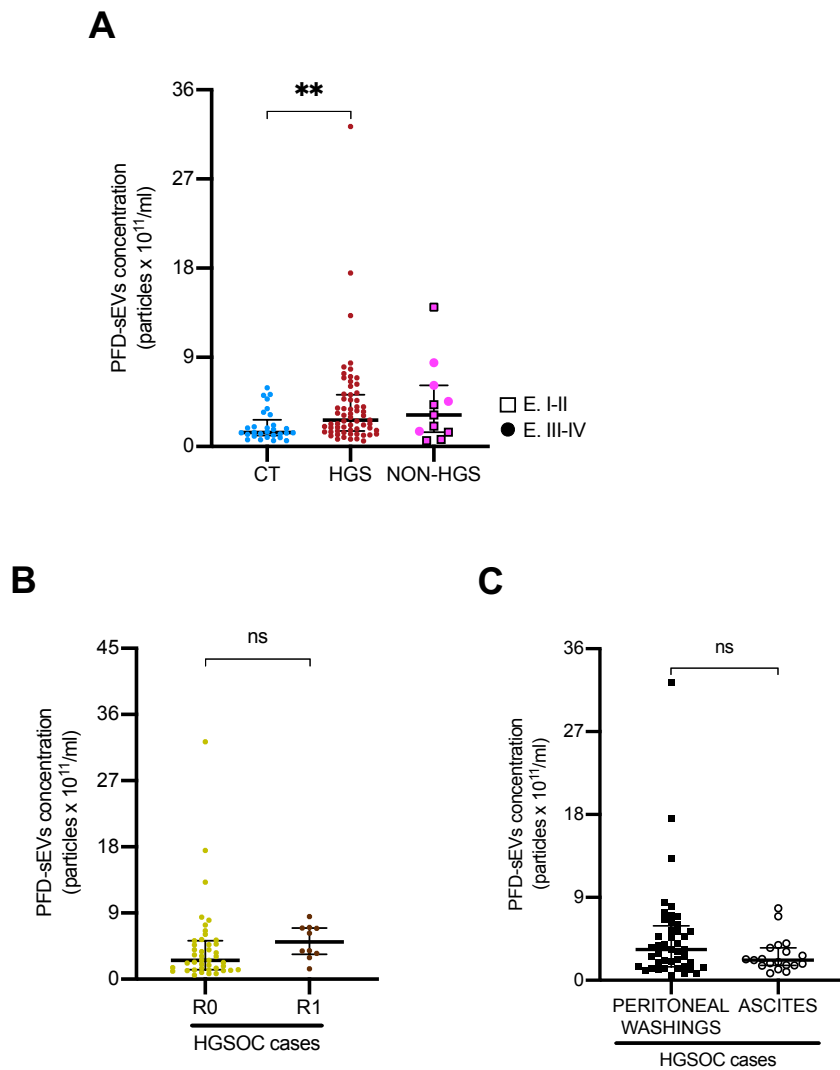 A
PFD-sEVs concentration
(particles x 10¹¹/ml)
36
27
18
9
0
**
CT
HGS
NON-HGS
E. I-II
E. III-IV
B
PFD-sEVs concentration
(particles x 10¹¹/ml)
45
36
27
18
9
0
ns
R0
R1
HGSOC cases
C
PFD-sEVs concentration
(particles x 10¹¹/ml)
36
27
18
9
0
ns
PERITONEAL
WASHINGS
ASCITES
HGSOC cases